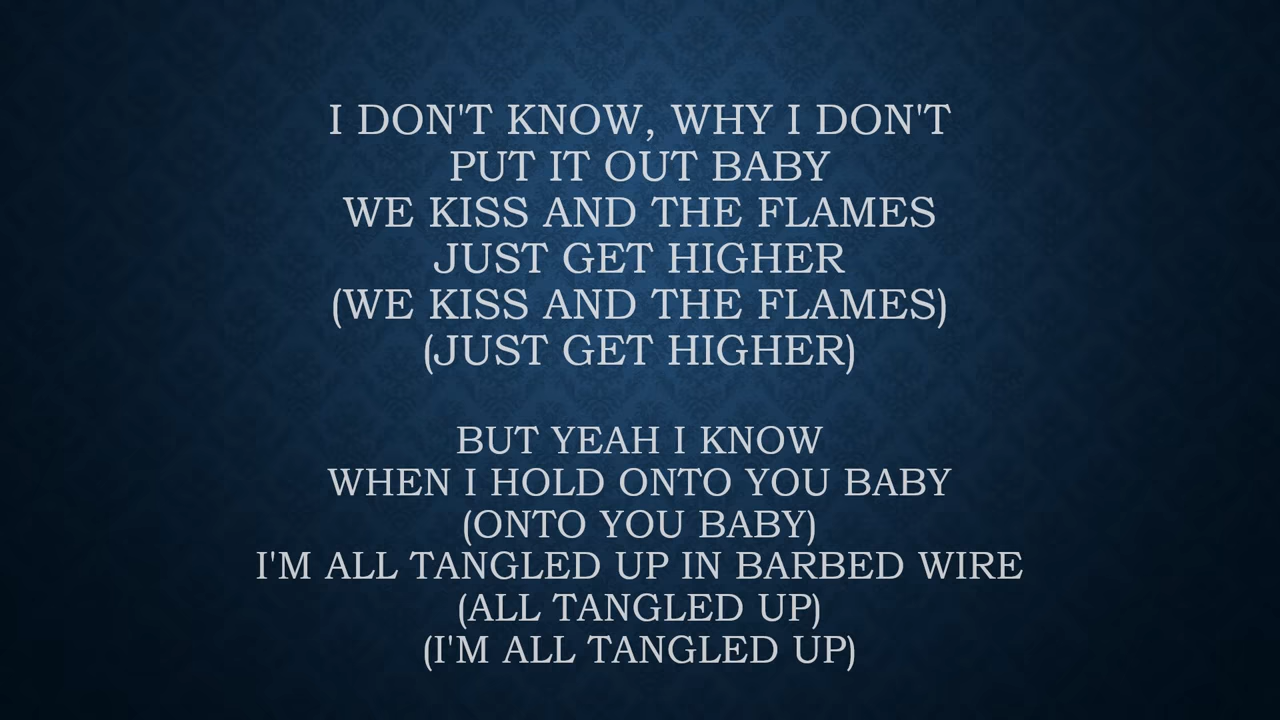 I DON'T KNOW, WHY I DON'T
PUT IT OUT BABY
WE KISS AND THE FLAMES
JUST GET HIGHER
(WE KISS AND THE FLAMES)
(JUST GET HIGHER)
BUT YEAH I KNOW
WHEN I HOLD ONTO YOU BABY
(ONTO YOU BABY)
I'M ALL TANGLED UP IN BARBED WIRE
(ALL TANGLED UP)
(I'M ALL TANGLED UP)